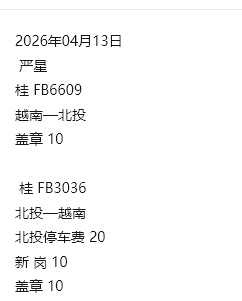 2026年04月13日
严星
桂 FB6609
越南—北投
盖章 10
桂 FB3036
北投—越南
北投停车费 20
新 岗 10
盖章 10